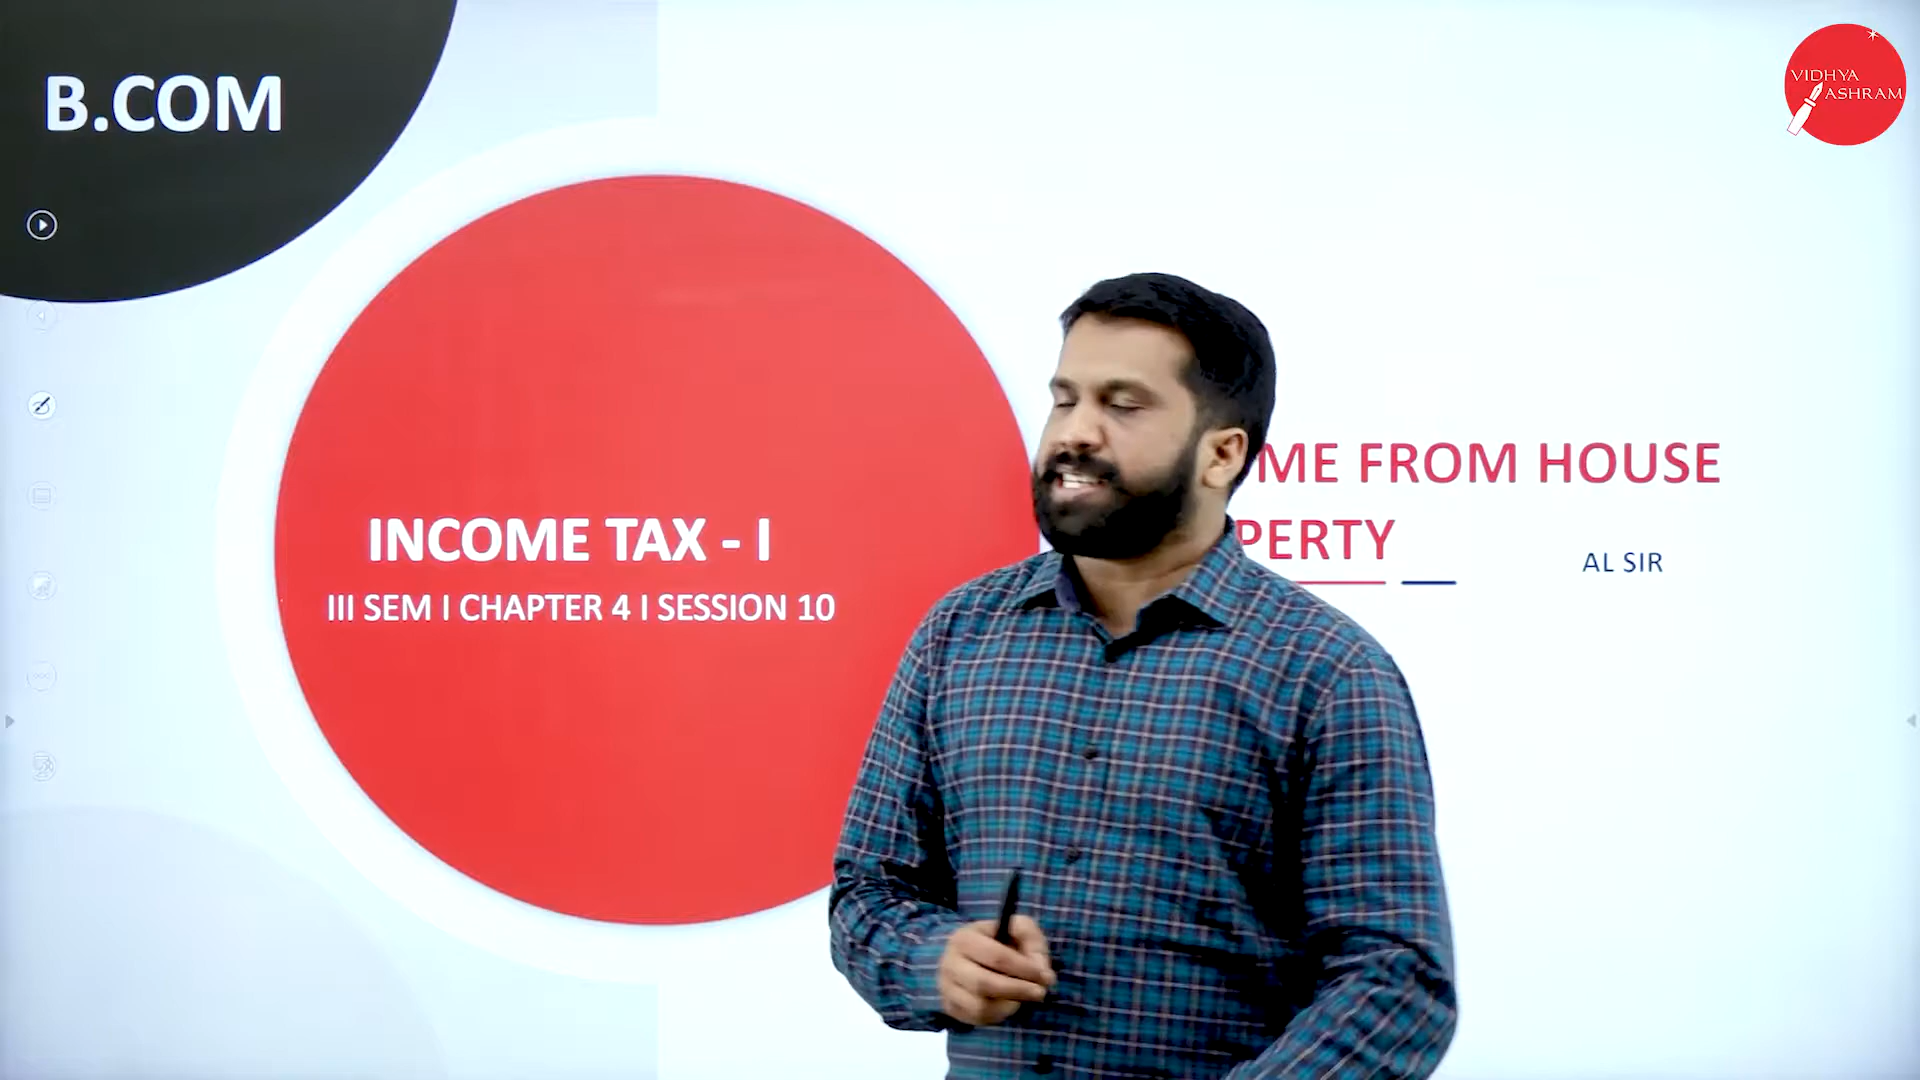 B.COM
VIDHYA
ASHRAM
INCOME TAX - I
III SEM I CHAPTER 4 I SESSION 10
ME FROM HOUSE
PERTY
AL SIR